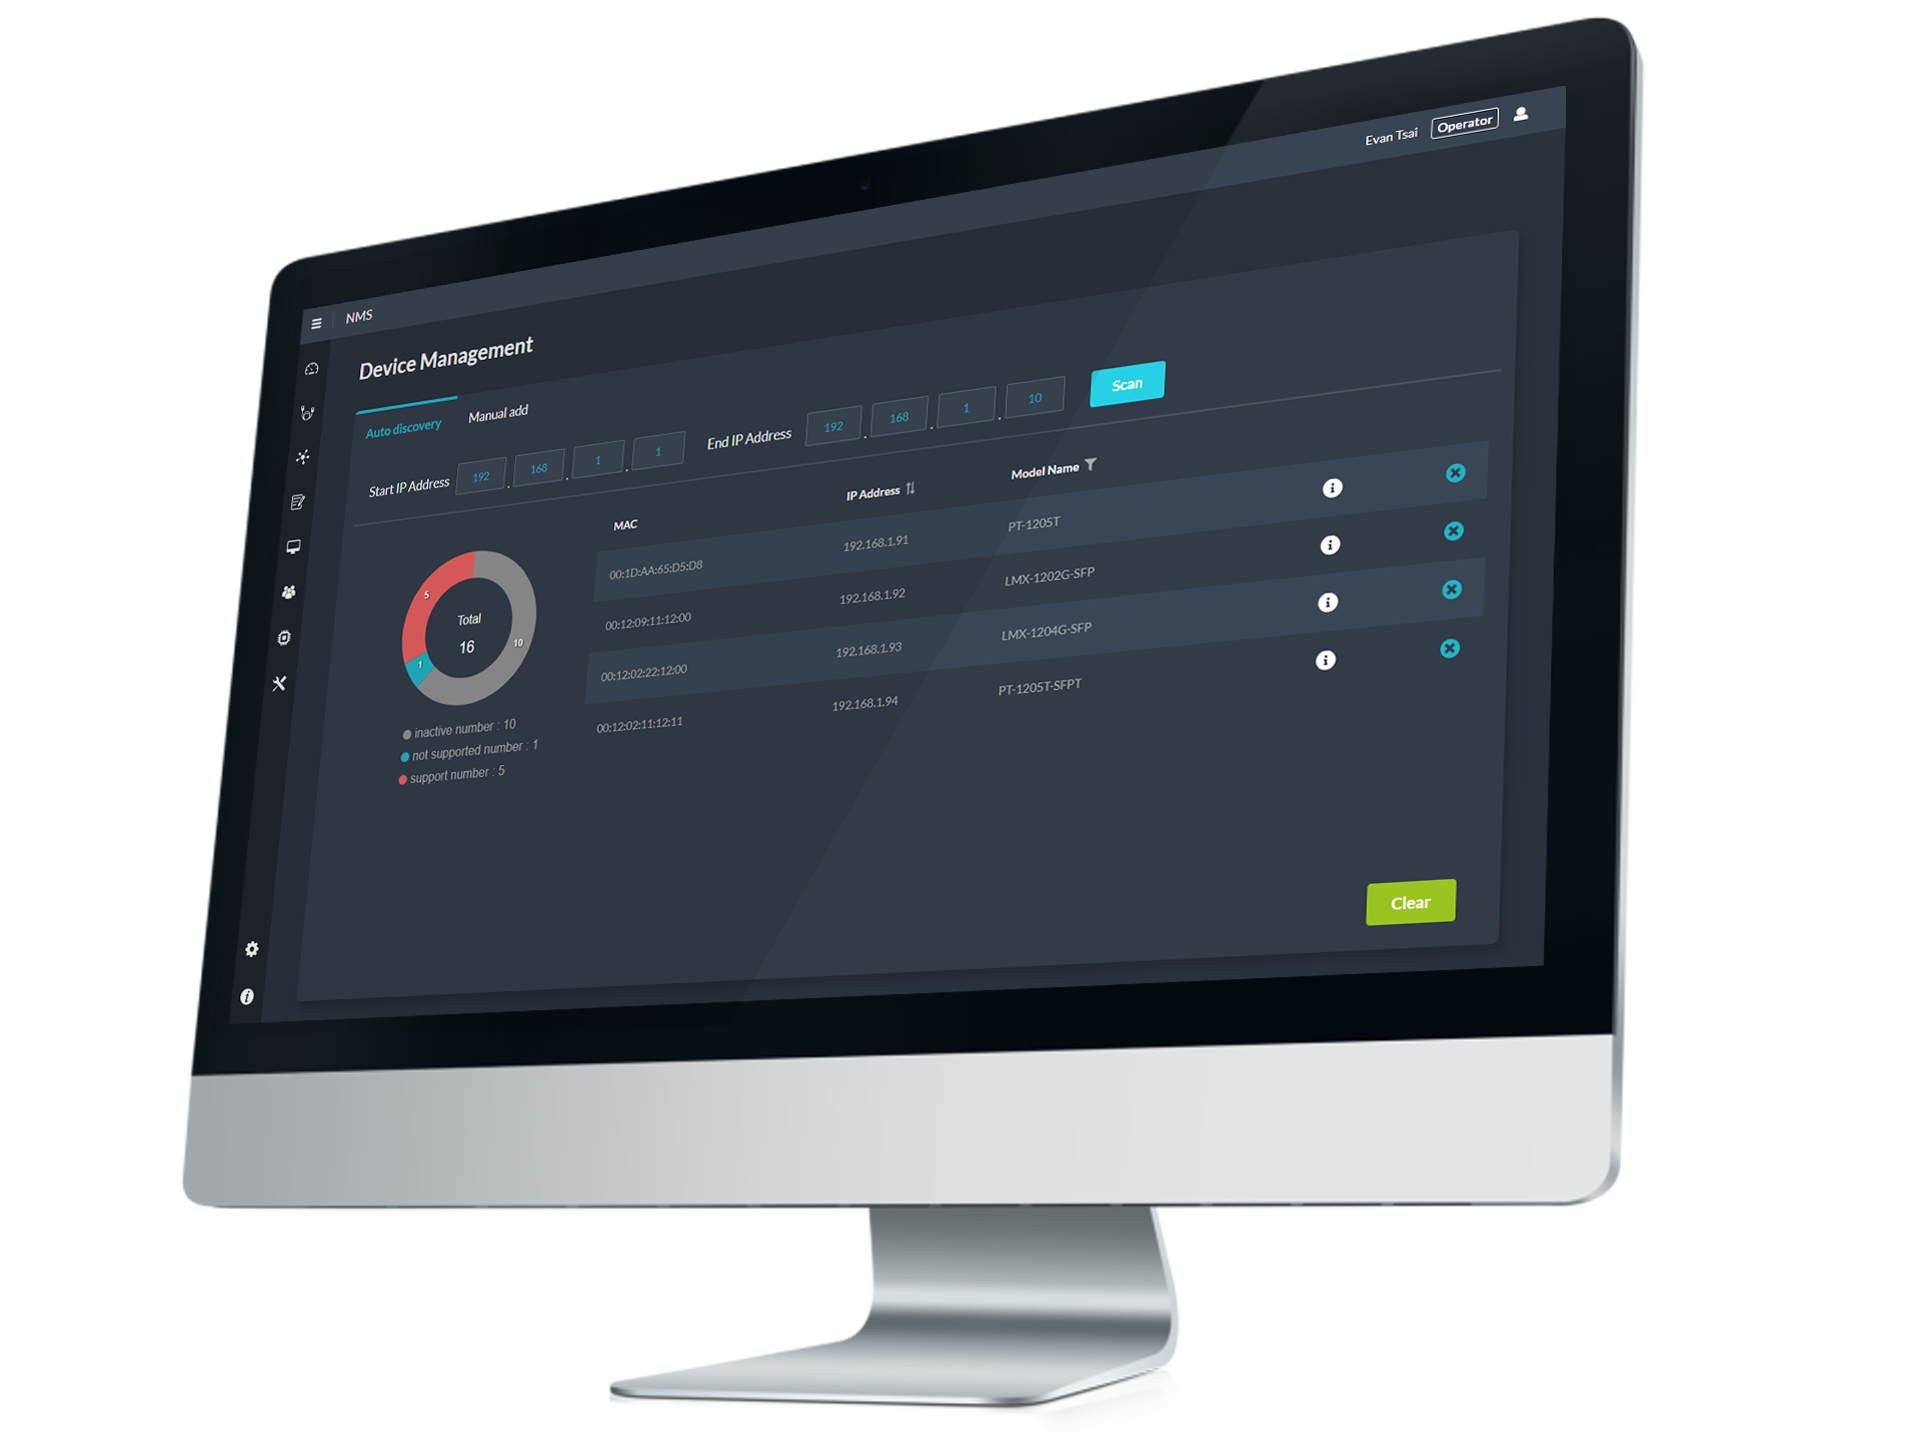 NMS
Evan Tsai Operator
Device Management
Auto discovery Manual add
Start IP Address 192 . 168 . 1 . 1 End IP Address 192 . 168 . 1 . 10 Scan
MAC IP Address Model Name
00:1D:AA:65:D5:D8 192.168.1.91 PT-1205T
00:12:09:11:12:00 192.168.1.92 LMX-1202G-SFP
00:12:02:22:12:00 192.168.1.93 LMX-1204G-SFP
00:12:02:11:12:11 192.168.1.94 PT-1205T-SFPT
5
Total
16
10
1
inactive number : 10
not supported number : 1
support number : 5
Clear